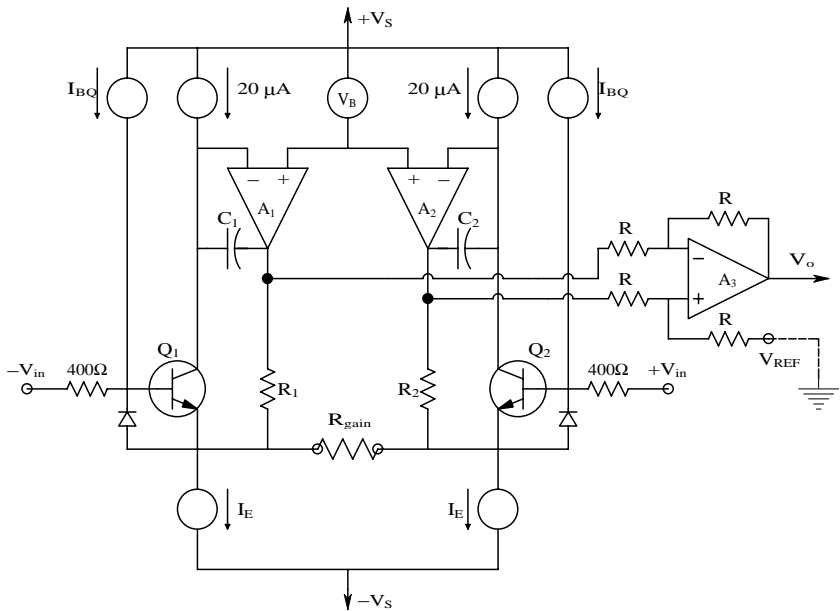 +V_S
I_BQ
20 μA
V_B
20 μA
I_BQ
− +
A_1
+ −
A_2
C_1
C_2
R
R
−
+
A_3
V_o
R
R
V_REF
Q_1
−V_in
400Ω
R_1
R_2
Q_2
400Ω
+V_in
R_gain
I_E
I_E
−V_S